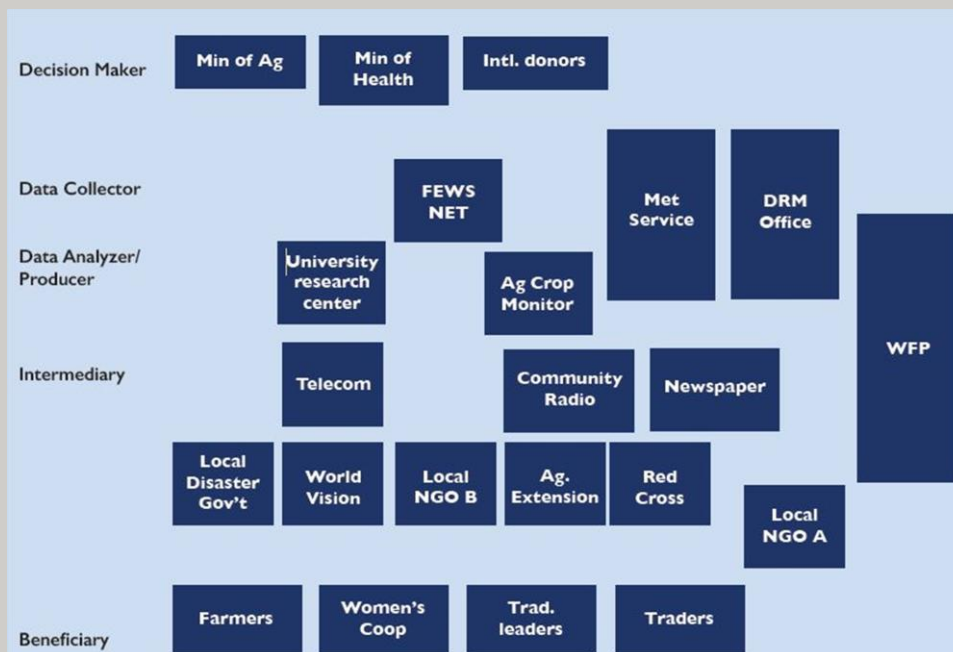 Decision Maker
Min of Ag
Min of
Health
Intl. donors
Data Collector
FEWS
NET
Met
Service
DRM
Office
Data Analyzer/
Producer
University
research
center
Ag Crop
Monitor
WFP
Intermediary
Telecom
Community
Radio
Newspaper
Local
Disaster
Gov't
World
Vision
Local
NGO B
Ag.
Extension
Red
Cross
Local
NGO A
Beneficiary
Farmers
Women's
Coop
Trad.
leaders
Traders